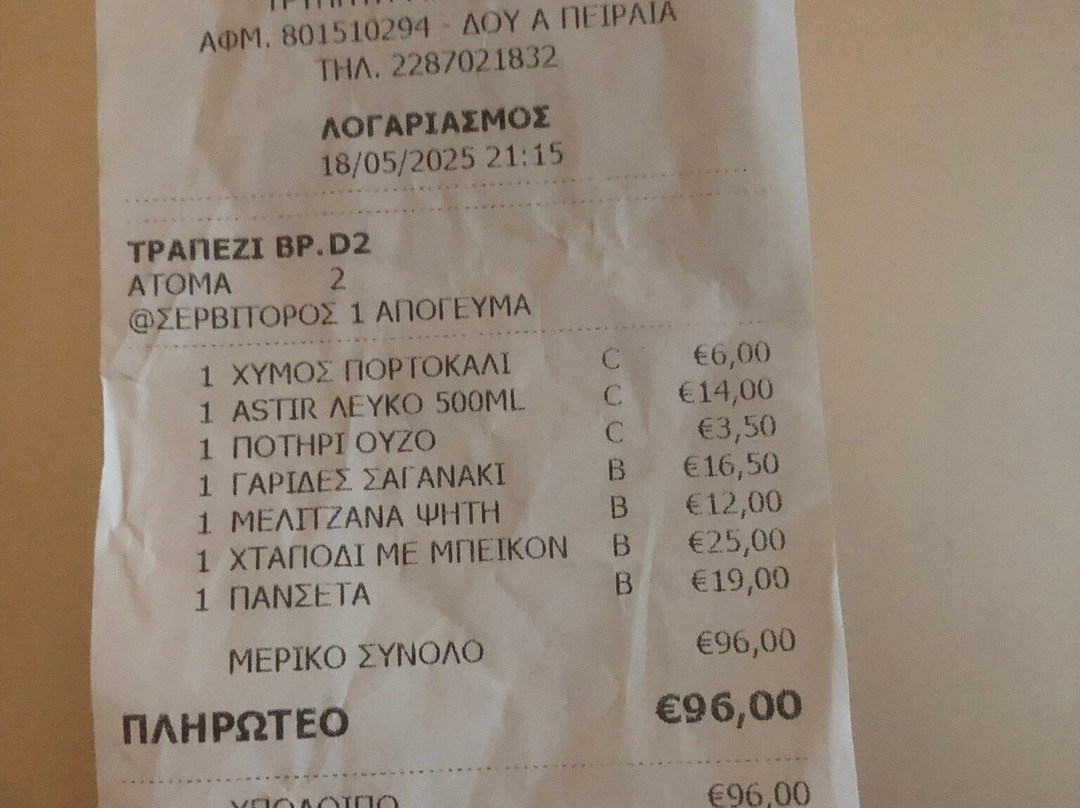 ΑΦΜ. 801510294 - ΔΟΥ Α ΠΕΙΡΑΙΑ
ΤΗΛ. 2287021832
ΛΟΓΑΡΙΑΣΜΟΣ
18/05/2025 21:15
ΤΡΑΠΕΖΙ ΒΡ.D2
ΑΤΟΜΑ 2
@ΣΕΡΒΙΤΟΡΟΣ 1 ΑΠΟΓΕΥΜΑ
1 ΧΥΜΟΣ ΠΟΡΤΟΚΑΛΙ C €6,00
1 ASTIR ΛΕΥΚΟ 500ML C €14,00
1 ΠΟΤΗΡΙ ΟΥΖΟ C €3,50
1 ΓΑΡΙΔΕΣ ΣΑΓΑΝΑΚΙ B €16,50
1 ΜΕΛΙΤΖΑΝΑ ΨΗΤΗ B €12,00
1 ΧΤΑΠΟΔΙ ΜΕ ΜΠΕΙΚΟΝ B €25,00
1 ΠΑΝΣΕΤΑ B €19,00
ΜΕΡΙΚΟ ΣΥΝΟΛΟ €96,00
ΠΛΗΡΩΤΕΟ €96,00
ΥΠΟΛΟΙΠΟ €96,00